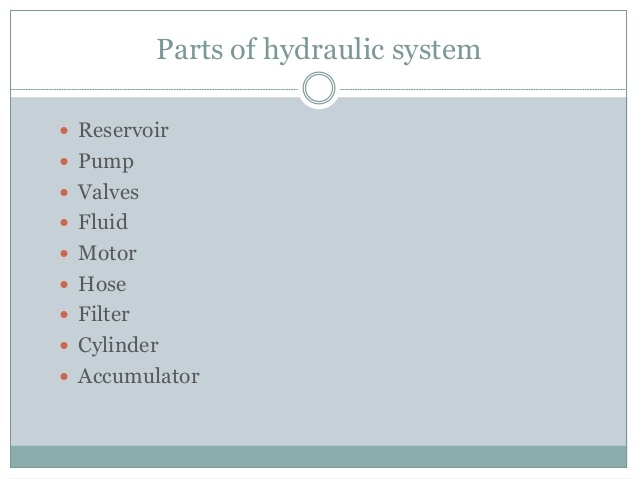 Parts of hydraulic system
Reservoir
Pump
Valves
Fluid
Motor
Hose
Filter
Cylinder
Accumulator